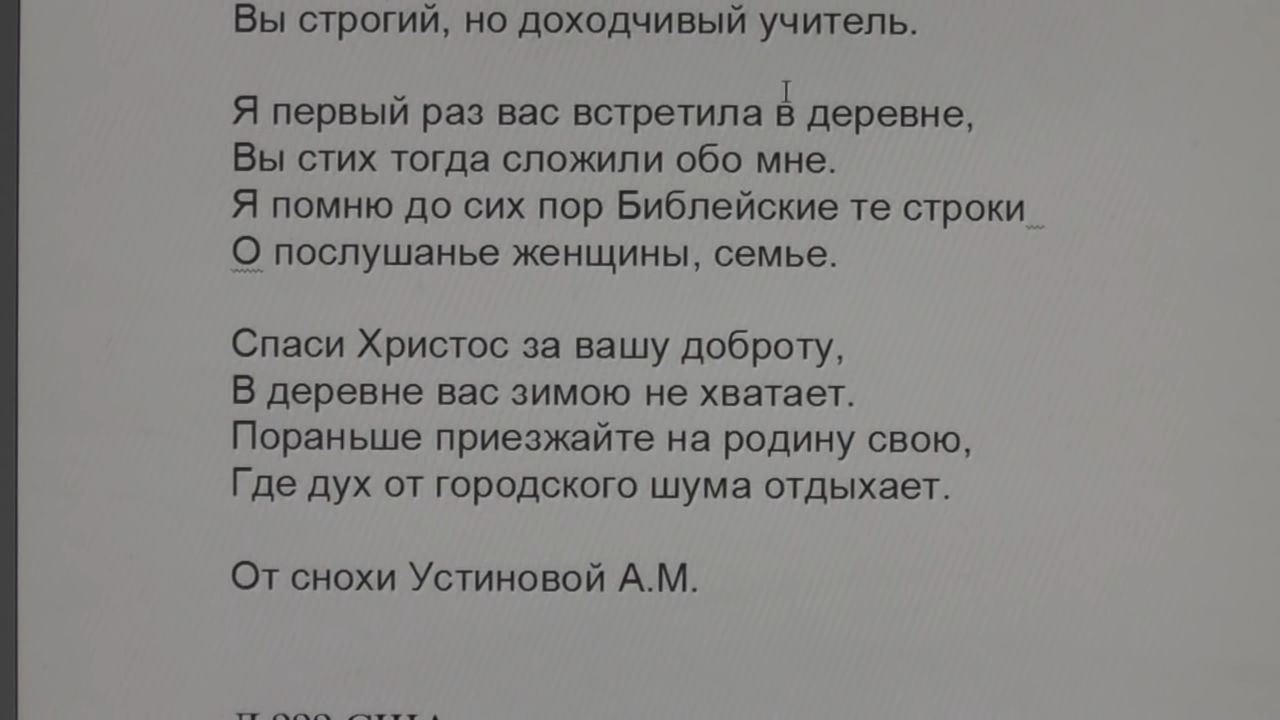 Вы строгий, но доходчивый учитель.
Я первый раз вас встретила в деревне,
Вы стих тогда сложили обо мне.
Я помню до сих пор Библейские те строки
О послушанье женщины, семье.
Спаси Христос за вашу доброту,
В деревне вас зимою не хватает.
Пораньше приезжайте на родину свою,
Где дух от городского шума отдыхает.
От снохи Устиновой А.М.